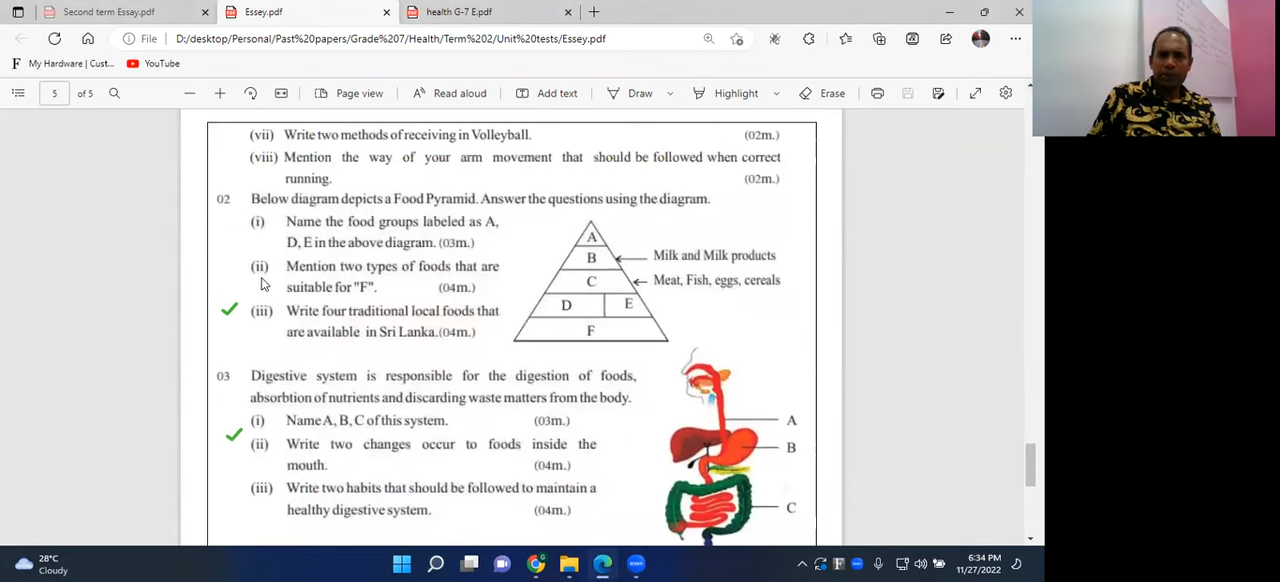 Second term Essay.pdf
Essey.pdf
health G-7 E.pdf
File
D:/desktop/Personal/Past%20papers/Grade%207/Health/Term%202/Unit%20tests/Essey.pdf
My Hardware | Cust...
YouTube
5
of 5
Page view
Read aloud
Add text
Draw
Highlight
Erase
(vii) Write two methods of receiving in Volleyball. (02m.)
(viii) Mention the way of your arm movement that should be followed when correct
running. (02m.)
02 Below diagram depicts a Food Pyramid. Answer the questions using the diagram.
(i) Name the food groups labeled as A,
D, E in the above diagram. (03m.)
(ii) Mention two types of foods that are
suitable for "F". (04m.)
(iii) Write four traditional local foods that
are available in Sri Lanka.(04m.)
A
B
Milk and Milk products
C
Meat, Fish, eggs, cereals
D
E
F
03 Digestive system is responsible for the digestion of foods,
absorbtion of nutrients and discarding waste matters from the body.
(i) Name A, B, C of this system. (03m.)
(ii) Write two changes occur to foods inside the
mouth. (04m.)
(iii) Write two habits that should be followed to maintain a
healthy digestive system. (04m.)
A
B
C
28°C
Cloudy
zoom
6:34 PM
11/27/2022